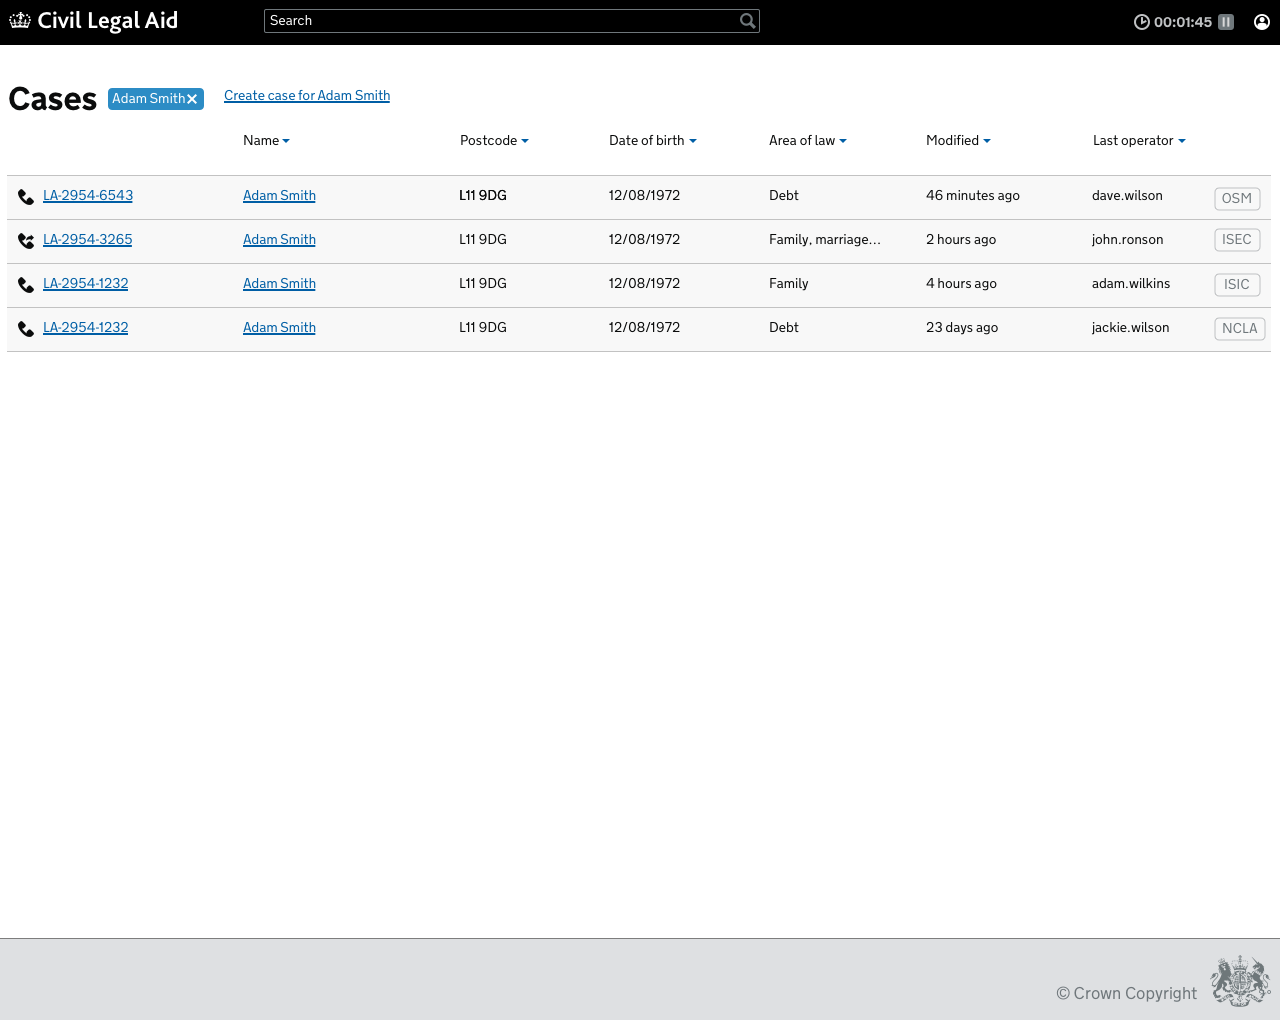 Civil Legal Aid Search 00:01:45
Cases Adam Smith Create case for Adam Smith
Name Postcode Date of birth Area of law Modified Last operator
LA-2954-6543 Adam Smith L11 9DG 12/08/1972 Debt 46 minutes ago dave.wilson OSM
LA-2954-3265 Adam Smith L11 9DG 12/08/1972 Family, marriage... 2 hours ago john.ronson ISEC
LA-2954-1232 Adam Smith L11 9DG 12/08/1972 Family 4 hours ago adam.wilkins ISIC
LA-2954-1232 Adam Smith L11 9DG 12/08/1972 Debt 23 days ago jackie.wilson NCLA
© Crown Copyright